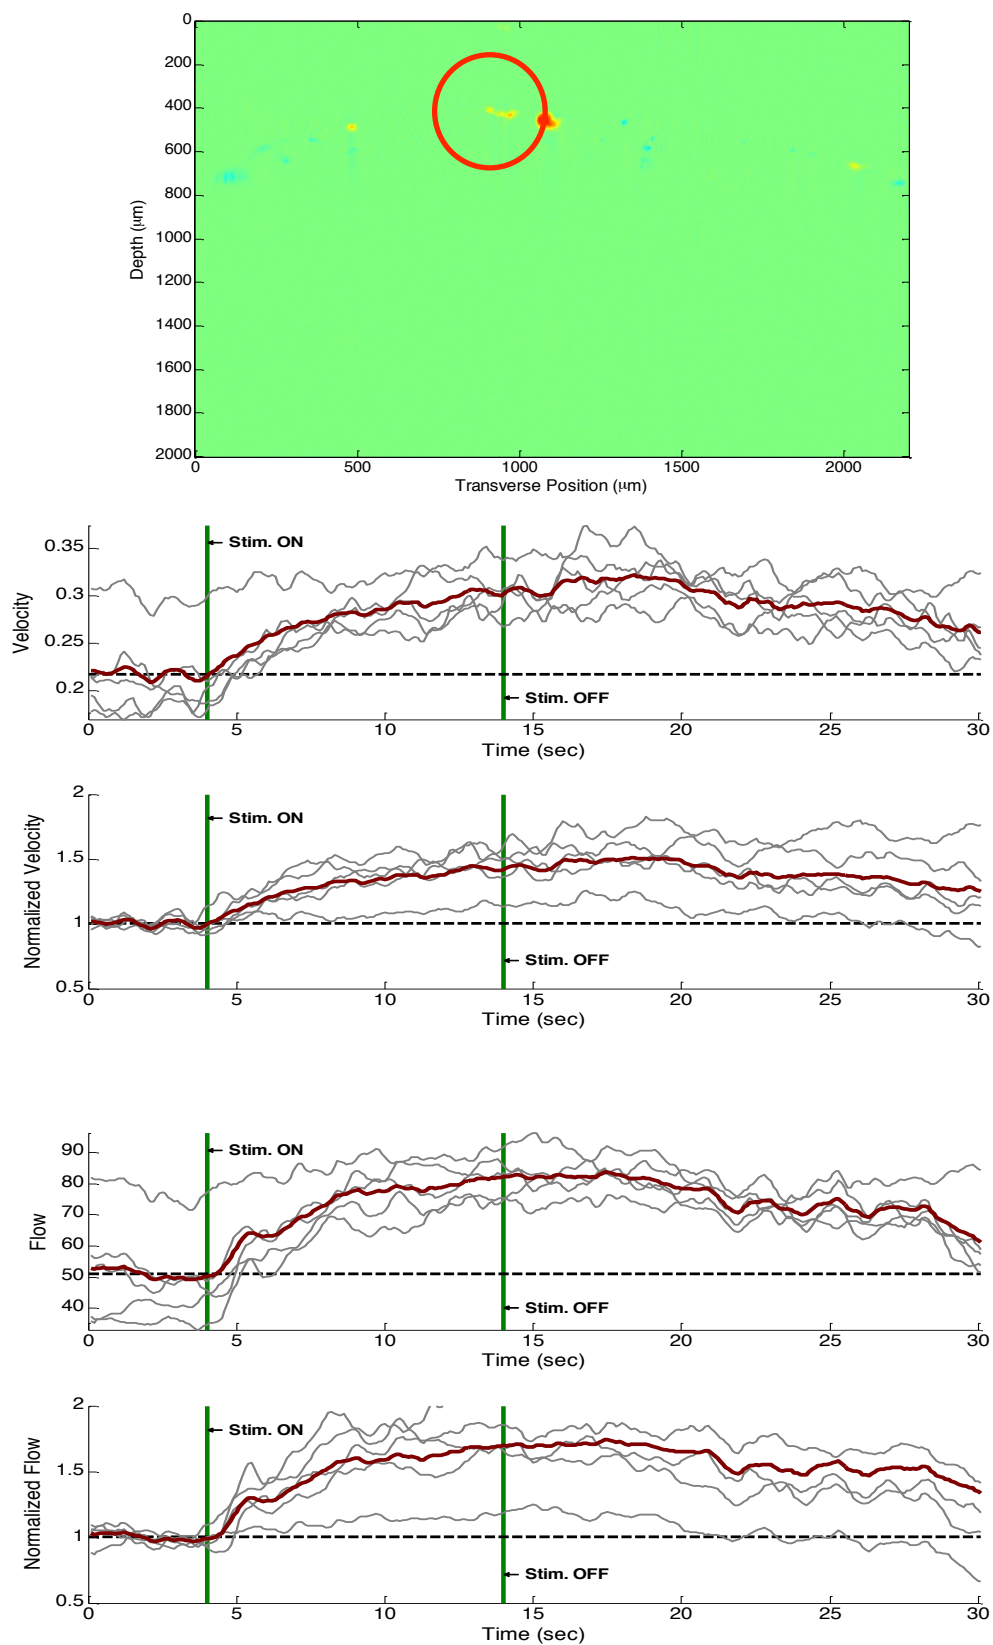 0
200
400
600
800
1000
1200
1400
1600
1800
2000
Depth (μm)
0 500 1000 1500 2000
Transverse Position (μm)
0.35
0.3
0.25
0.2
Velocity
Stim. ON
Stim. OFF
0 5 10 15 20 25 30
Time (sec)
2
1.5
1
0.5
Normalized Velocity
Stim. ON
Stim. OFF
0 5 10 15 20 25 30
Time (sec)
90
80
70
60
50
40
Flow
Stim. ON
Stim. OFF
0 5 10 15 20 25 30
Time (sec)
2
1.5
1
0.5
Normalized Flow
Stim. ON
Stim. OFF
0 5 10 15 20 25 30
Time (sec)